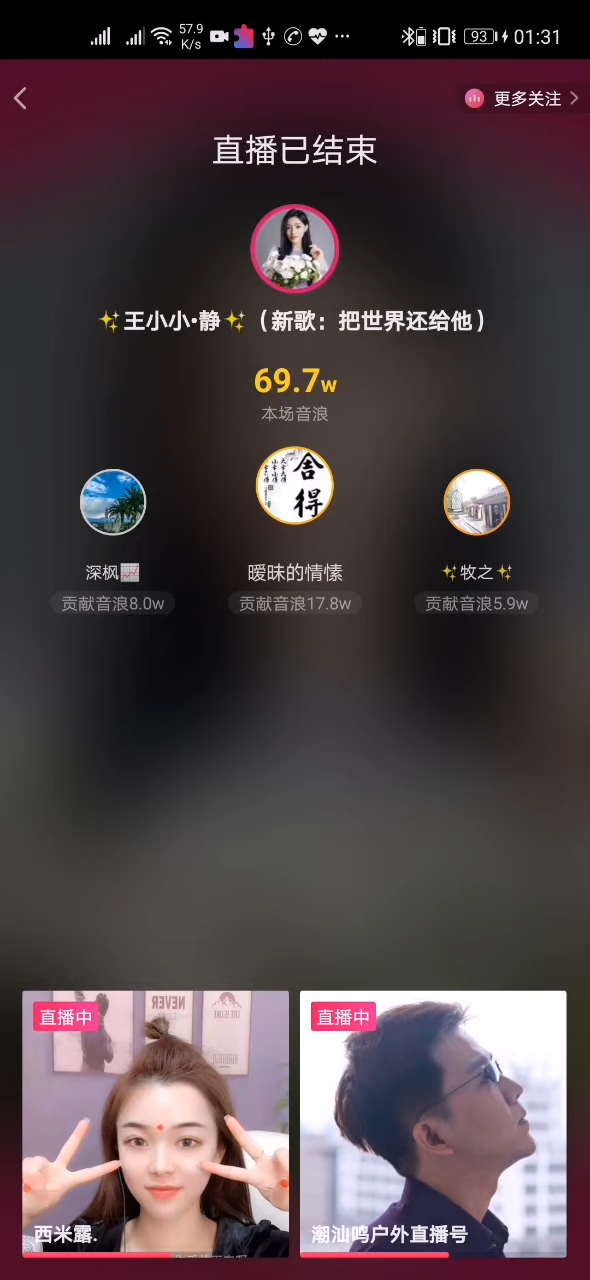 57.9
K/s
93
01:31
更多关注
直播已结束
✨王小小·静✨（新歌：把世界还给他）
69.7w
本场音浪
舍
得
深枫📈
暧昧的情愫
✨牧之✨
贡献音浪8.0w
贡献音浪17.8w
贡献音浪5.9w
直播中
NEVER
LIFE IS LIKE
直播中
西米露.
潮汕鸣户外直播号